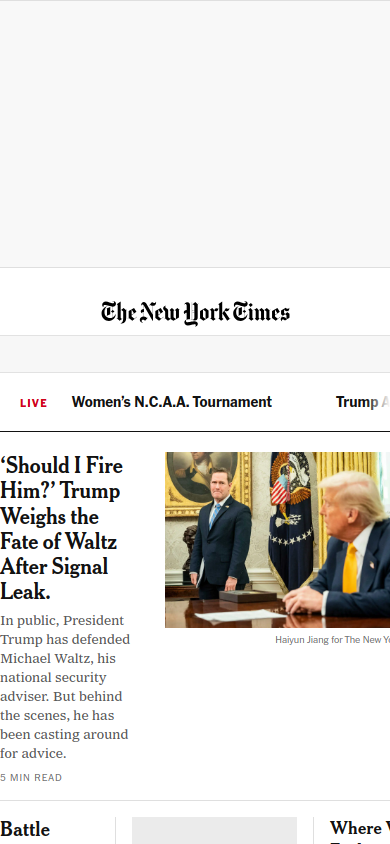 The New York Times
LIVE
Women’s N.C.A.A. Tournament
Trump
‘Should I Fire
Him?’ Trump
Weighs the
Fate of Waltz
After Signal
Leak.
In public, President
Trump has defended
Michael Waltz, his
national security
adviser. But behind
the scenes, he has
been casting around
for advice.
5 MIN READ
Haiyun Jiang for The New
Battle
Where